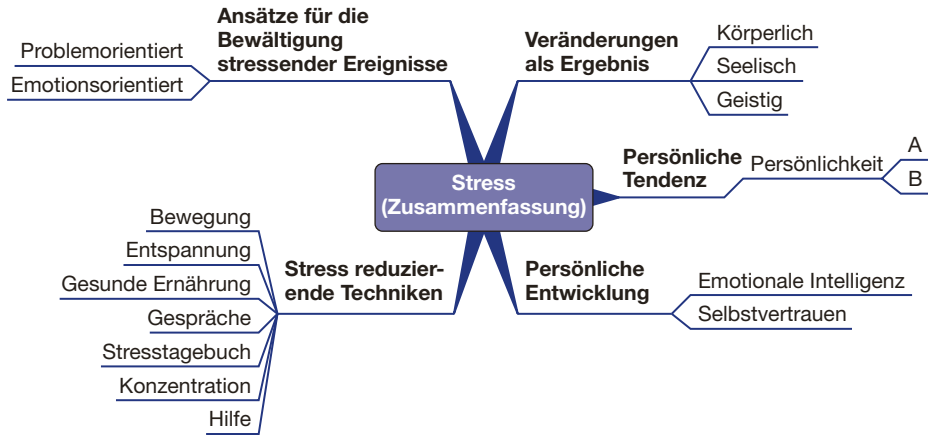 Ansätze für die
Bewältigung
stressender Ereignisse
Problemorientiert
Emotionsorientiert
Veränderungen
als Ergebnis
Körperlich
Seelisch
Geistig
Stress
(Zusammenfassung)
Persönliche
Tendenz
Persönlichkeit
A
B
Stress reduzier-
ende Techniken
Bewegung
Entspannung
Gesunde Ernährung
Gespräche
Stresstagebuch
Konzentration
Hilfe
Persönliche
Entwicklung
Emotionale Intelligenz
Selbstvertrauen